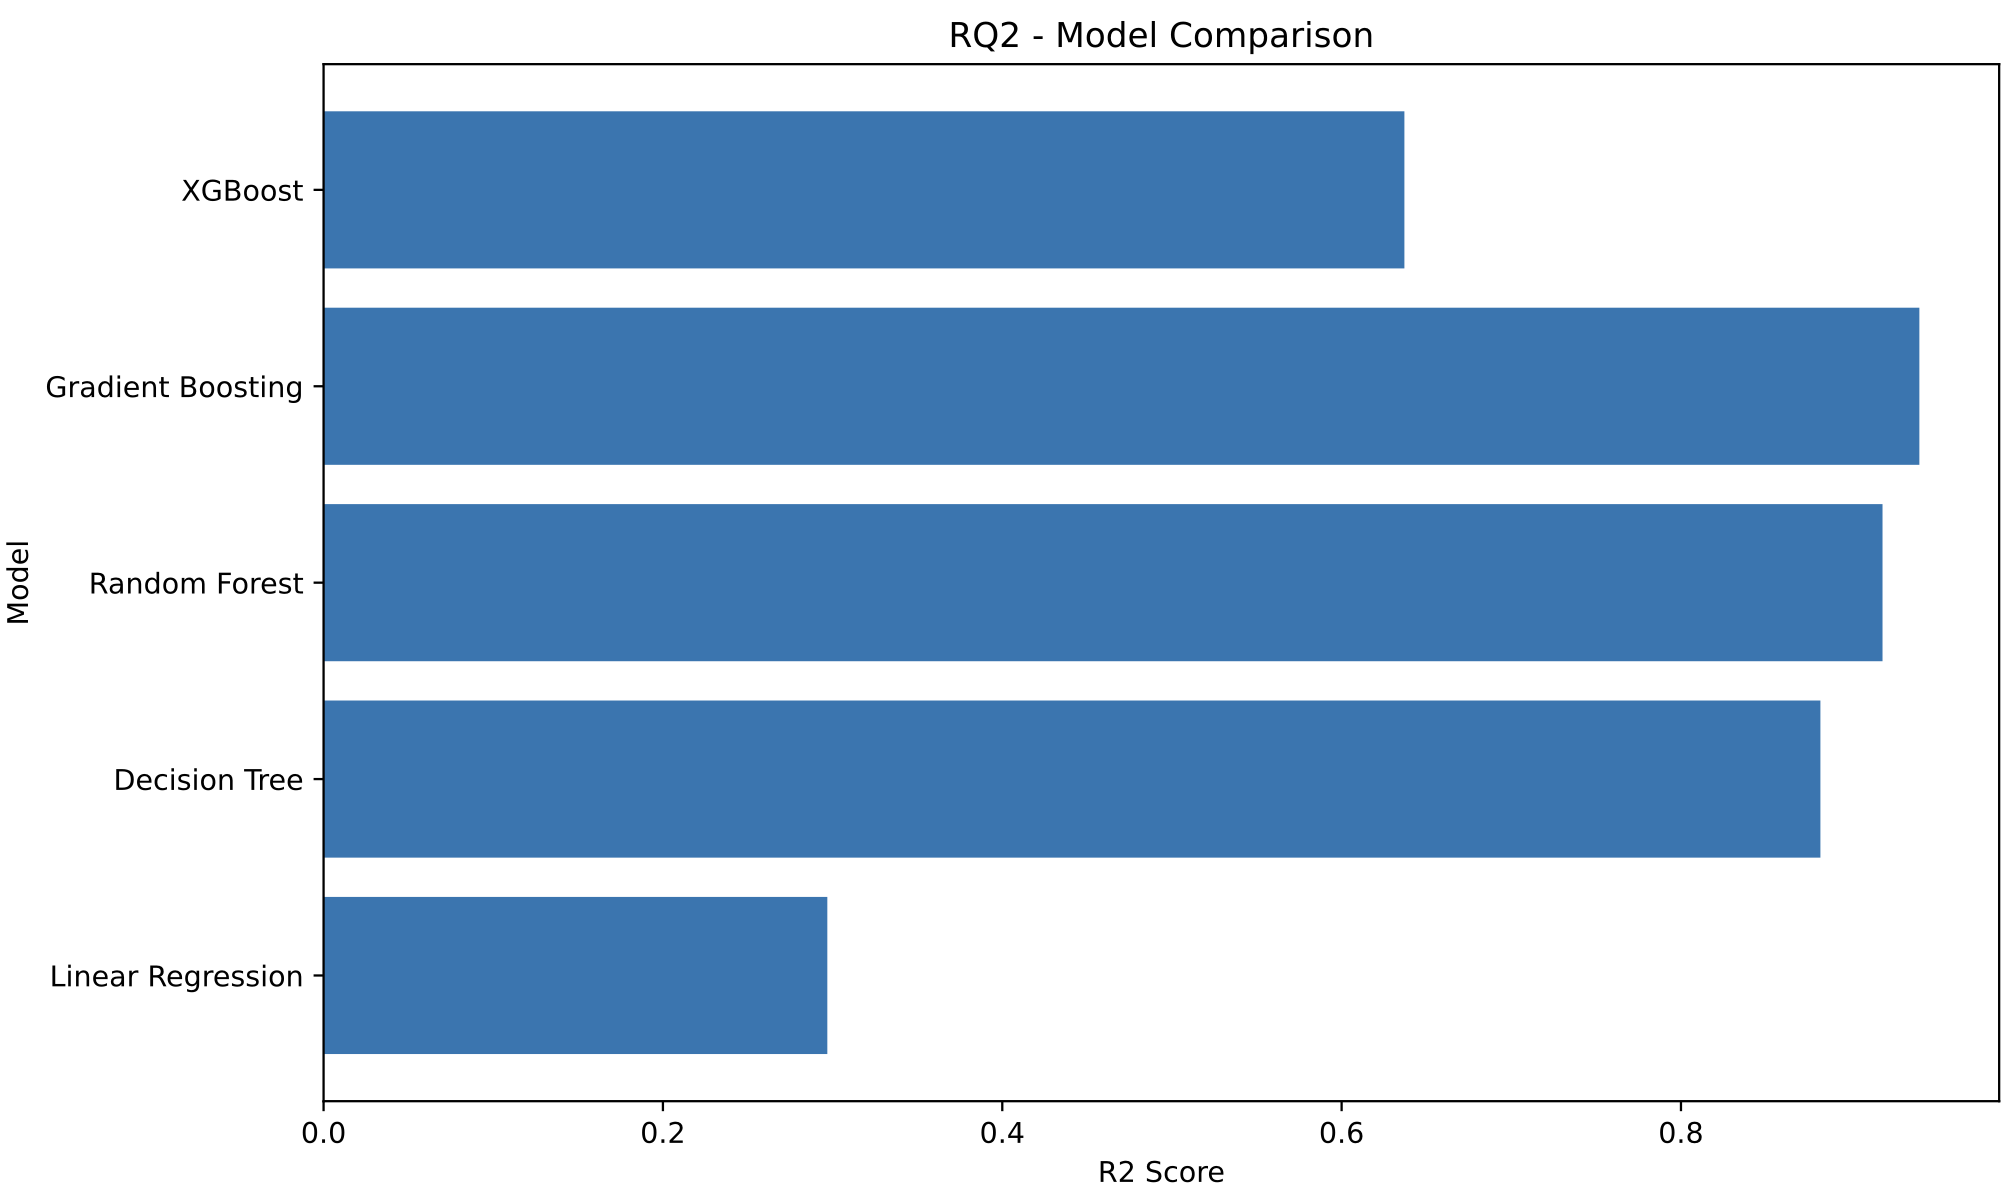 RQ2 - Model Comparison
Model
XGBoost
Gradient Boosting
Random Forest
Decision Tree
Linear Regression
0.0 0.2 0.4 0.6 0.8
R2 Score